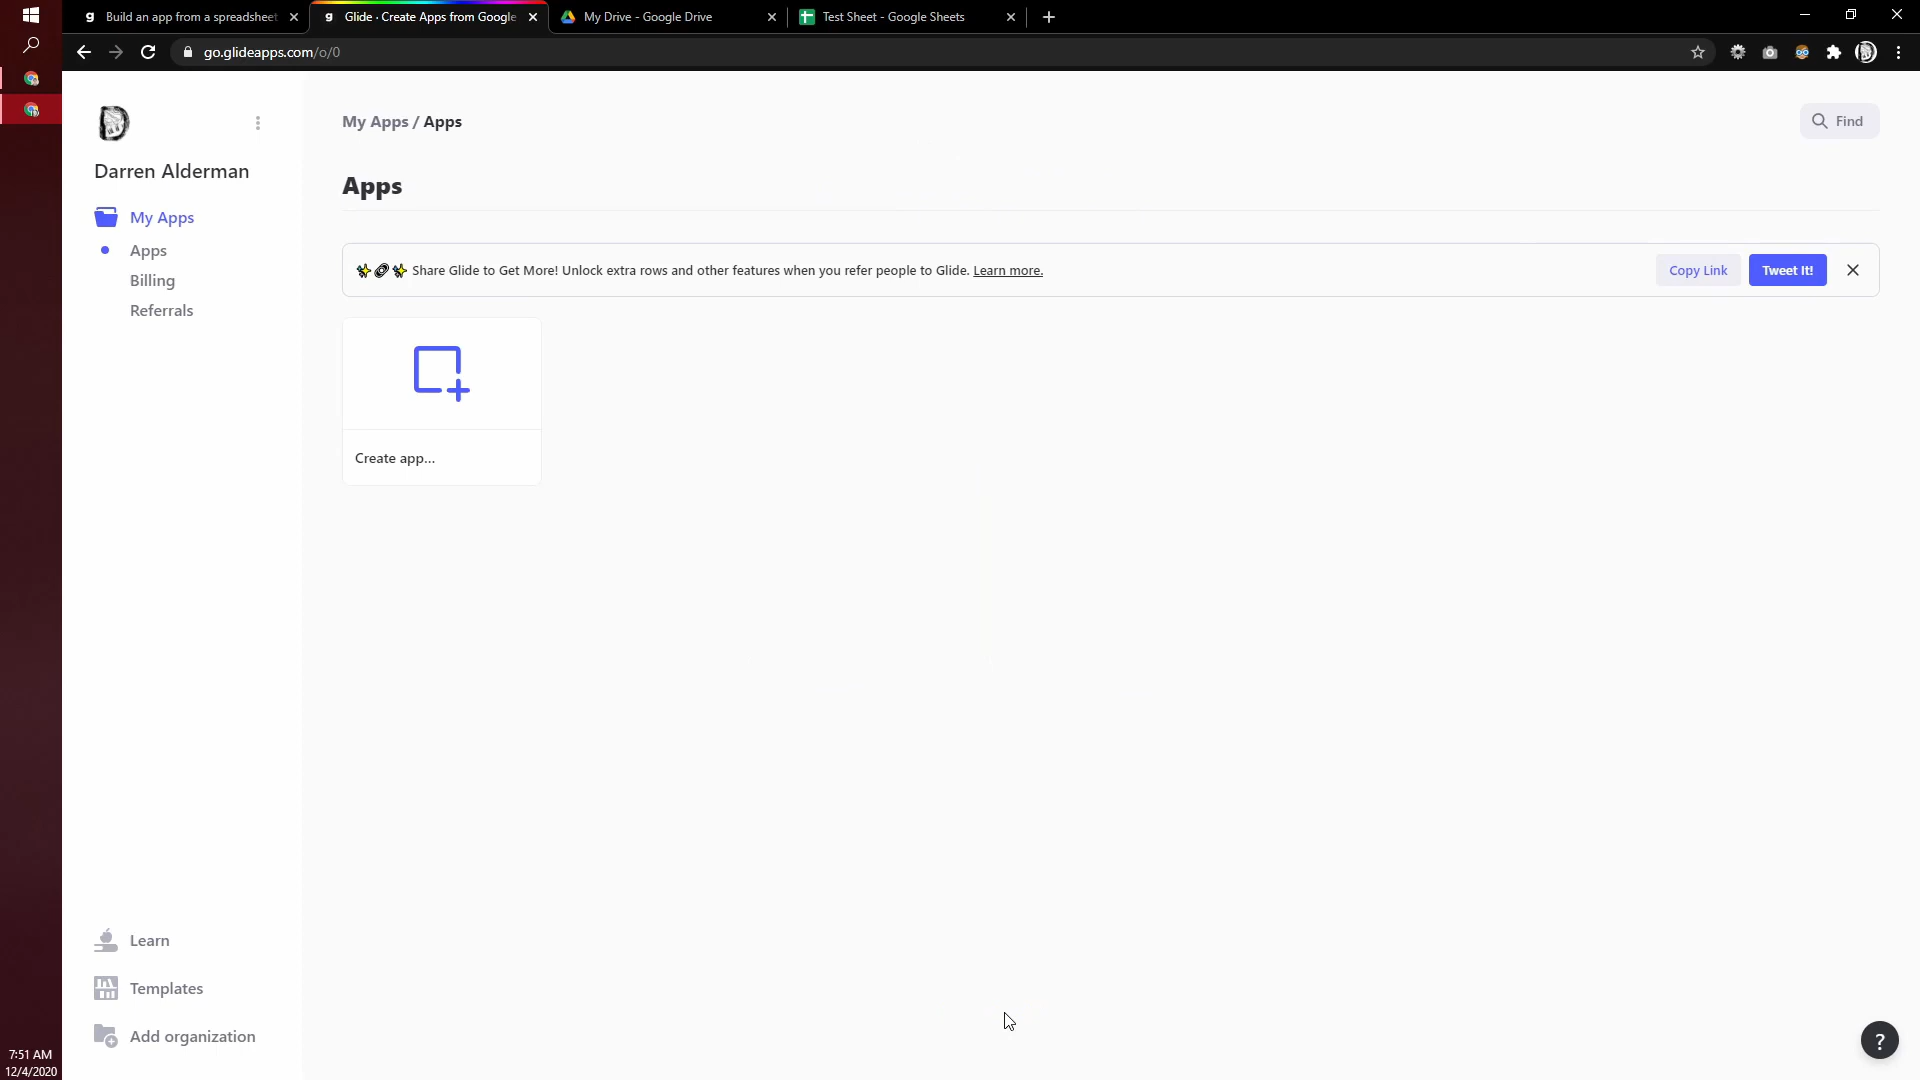 Build an app from a spreadsheet
Glide · Create Apps from Google
My Drive - Google Drive
Test Sheet - Google Sheets
go.glideapps.com/o/0
Darren Alderman
My Apps
Apps
Billing
Referrals
My Apps / Apps
Find
Apps
Share Glide to Get More! Unlock extra rows and other features when you refer people to Glide. Learn more.
Copy Link
Tweet It!
Create app...
Learn
Templates
Add organization
?
7:51 AM
12/4/2020